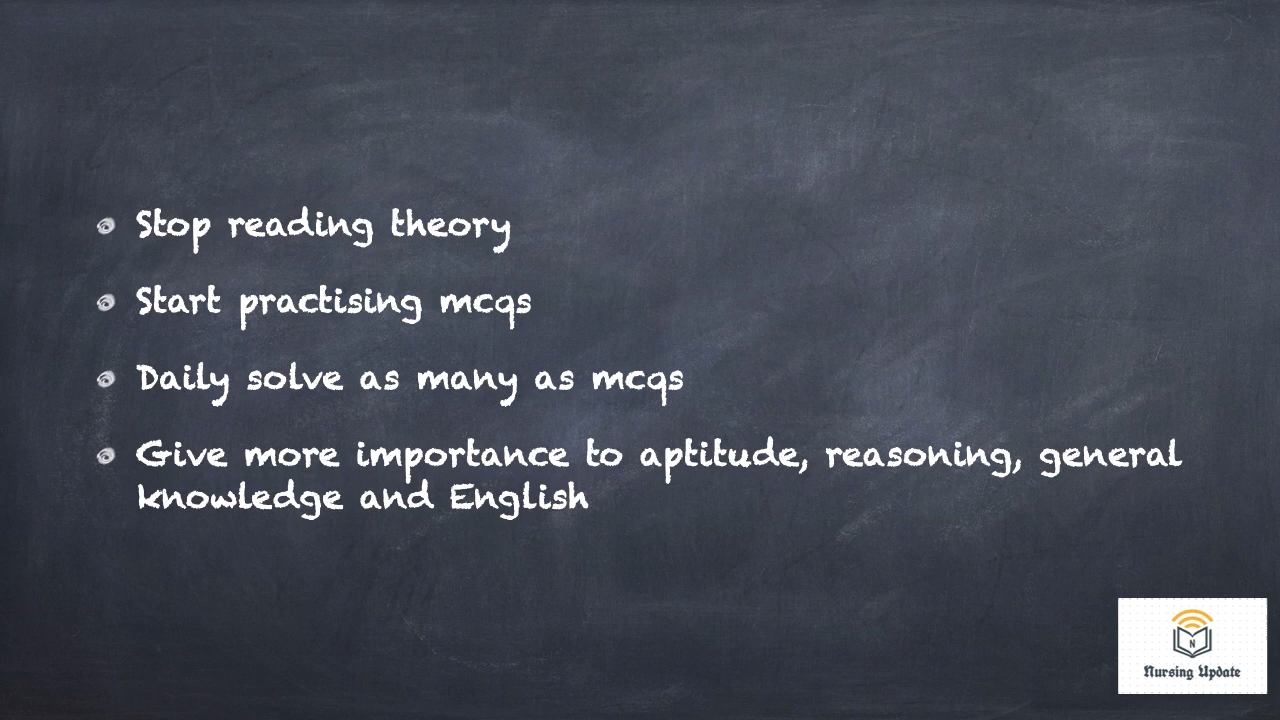 Stop reading theory
Start practising mcqs
Daily solve as many as mcqs
Give more importance to aptitude, reasoning, general
knowledge and English
N
Nursing Update